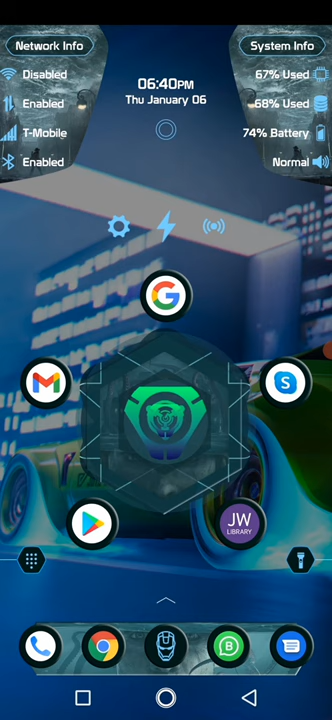 Network Info
System Info
Disabled
67% Used
06:40PM
Thu January 06
Enabled
68% Used
T-Mobile
74% Battery
Enabled
Normal
G
S
JW
LIBRARY
B